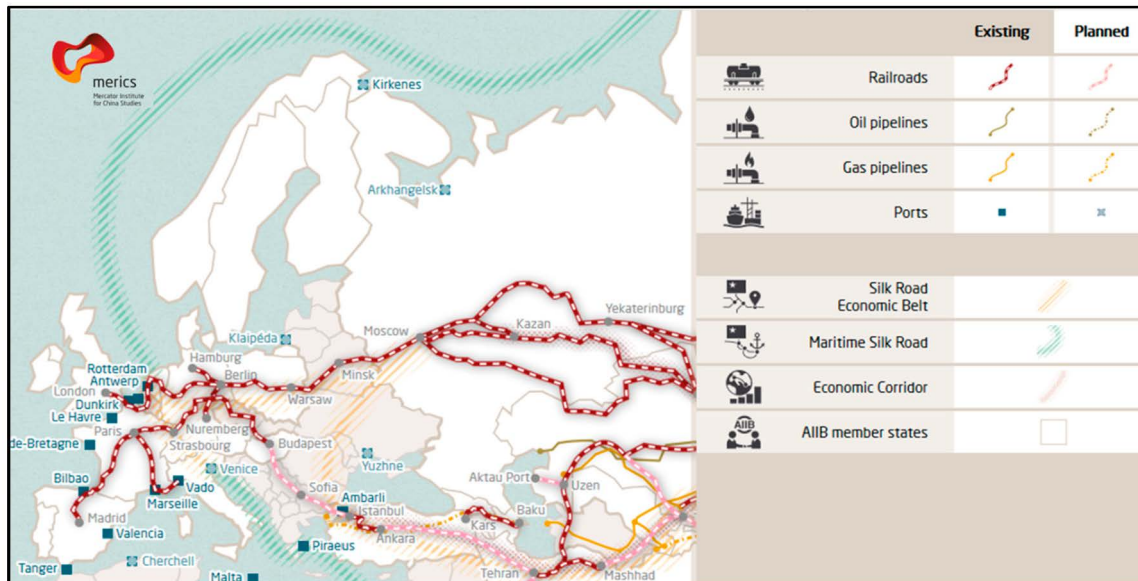 merics
Mercator Institute
for China Studies
Kirkenes
Arkhangelsk
Klaipéda
Moscow
Kazan
Yekaterinburg
Hamburg
Rotterdam
Antwerp
Berlin
Minsk
London
Dunkirk
Warsaw
Le Havre
Paris
Nuremberg
Strasbourg
Budapest
de-Bretagne
Venice
Yuzhne
Bilbao
Vado
Marseille
Sofia
Ambarli
Istanbul
Aktau Port
Uzen
Madrid
Valencia
Ankara
Kars
Baku
Piraeus
Cherchell
Tanger
Malta
Tehran
Mashhad
Existing
Planned
Railroads
Oil pipelines
Gas pipelines
Ports
Silk Road
Economic Belt
Maritime Silk Road
Economic Corridor
AIIB
AIIB member states